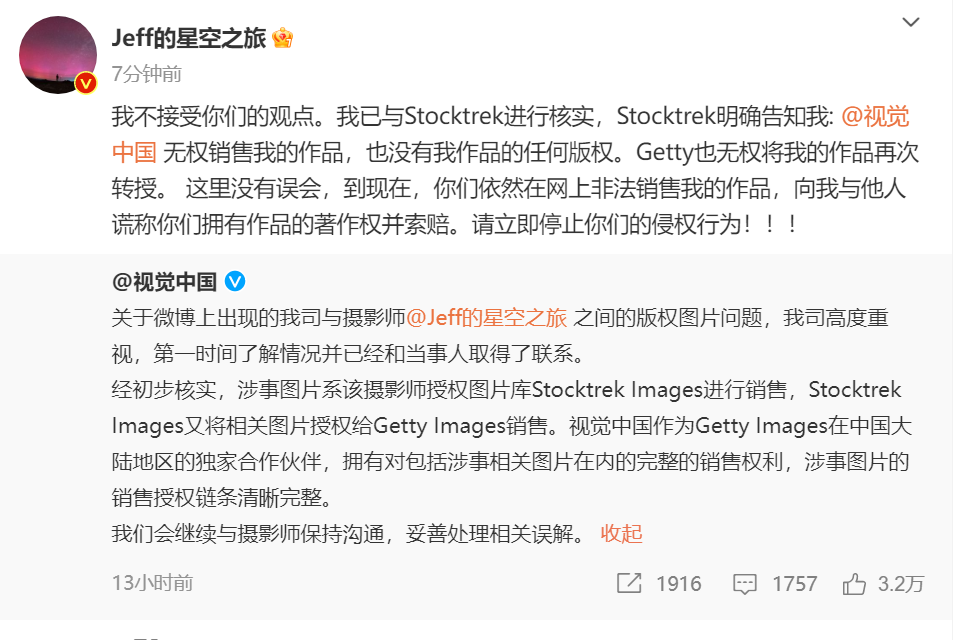 Jeff的星空之旅
7分钟前
我不接受你们的观点。我已与Stocktrek进行核实，Stocktrek明确告知我: @视觉
中国 无权销售我的作品，也没有我作品的任何版权。Getty也无权将我的作品再次
转授。 这里没有误会，到现在，你们依然在网上非法销售我的作品，向我与他人
谎称你们拥有作品的著作权并索赔。请立即停止你们的侵权行为！！！
@视觉中国
关于微博上出现的我司与摄影师@Jeff的星空之旅 之间的版权图片问题，我司高度重
视，第一时间了解情况并已经和当事人取得了联系。
经初步核实，涉事图片系该摄影师授权图片库Stocktrek Images进行销售，Stocktrek
Images又将相关图片授权给Getty Images销售。视觉中国作为Getty Images在中国大
陆地区的独家合作伙伴，拥有对包括涉事相关图片在内的完整的销售权利，涉事图片的
销售授权链条清晰完整。
我们会继续与摄影师保持沟通，妥善处理相关误解。 收起
13小时前 1916 1757 3.2万